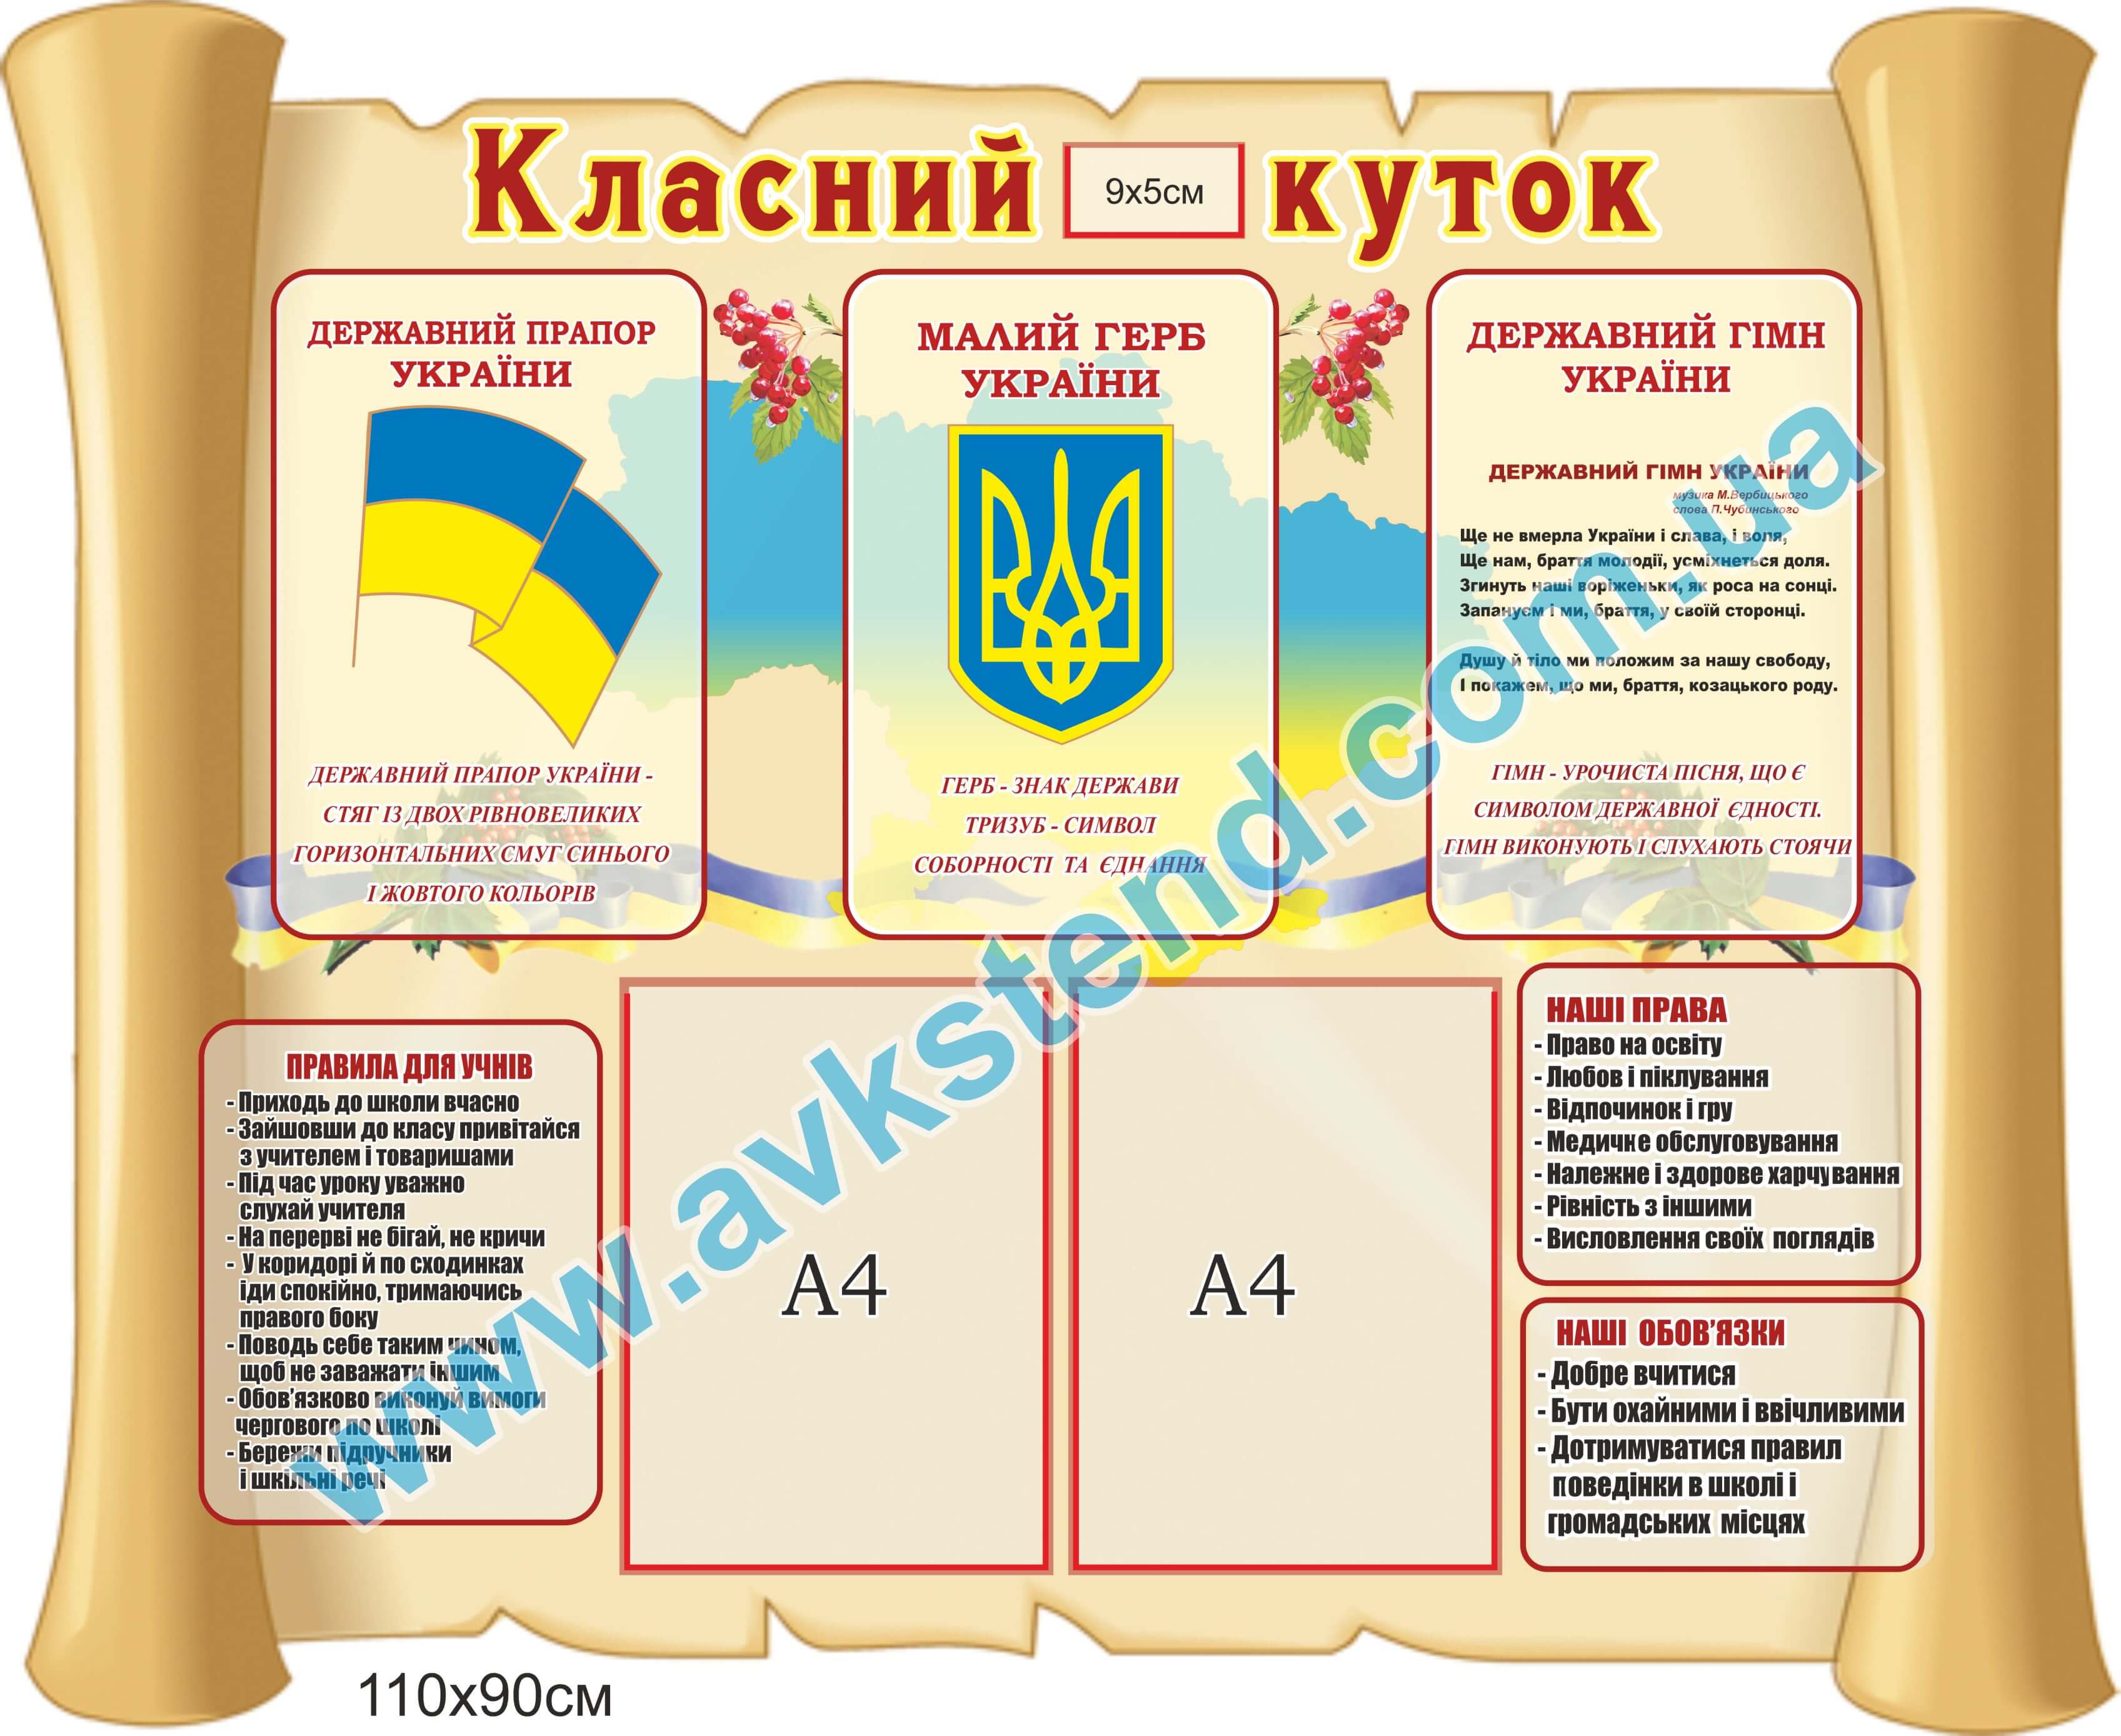 Класний 9х5см куток
ДЕРЖАВНИЙ ПРАПОР
УКРАЇНИ
ДЕРЖАВНИЙ ПРАПОР УКРАЇНИ -
СТЯГ ІЗ ДВОХ РІВНОВЕЛИКИХ
ГОРИЗОНТАЛЬНИХ СМУГ СИНЬОГО
І ЖОВТОГО КОЛЬОРІВ
МАЛИЙ ГЕРБ
УКРАЇНИ
ГЕРБ - ЗНАК ДЕРЖАВИ
ТРИЗУБ - СИМВОЛ
СОБОРНОСТІ ТА ЄДНАННЯ
ДЕРЖАВНИЙ ГІМН
УКРАЇНИ
ДЕРЖАВНИЙ ГІМН УКРАЇНИ
музика М.Вербицького
слова П.Чубинського
Ще не вмерла України і слава, і воля,
Ще нам, браття молодії, усміхнеться доля.
Згинуть наші воріженьки, як роса на сонці.
Запануєм і ми, браття, у своїй сторонці.
Душу й тіло ми положим за нашу свободу,
І покажем, що ми, браття, козацького роду.
ГІМН - УРОЧИСТА ПІСНЯ, ЩО Є
СИМВОЛОМ ДЕРЖАВНОЇ ЄДНОСТІ.
ГІМН ВИКОНУЮТЬ І СЛУХАЮТЬ СТОЯЧИ
ПРАВИЛА ДЛЯ УЧНІВ
- Приходь до школи вчасно
- Зайшовши до класу привітайся
з учителем і товаришами
- Під час уроку уважно
слухай учителя
- На перерві не бігай, не кричи
- У коридорі й по сходинках
іди спокійно, тримаючись
правого боку
- Поводь себе таким чином,
щоб не заважати іншим
- Обов'язково виконуй вимоги
чергового по школі
- Бережи підручники
і шкільні речі
A4
A4
НАШІ ПРАВА
- Право на освіту
- Любов і піклування
- Відпочинок і гру
- Медичке обслуговування
- Належне і здорове харчування
- Рівність з іншими
- Висловлення своїх поглядів
НАШІ ОБОВ'ЯЗКИ
- Добре вчитися
- Бути охайними і ввічливими
- Дотримуватися правил
поведінки в школі і
громадських місцях
www.avkstend.com.ua
110х90см